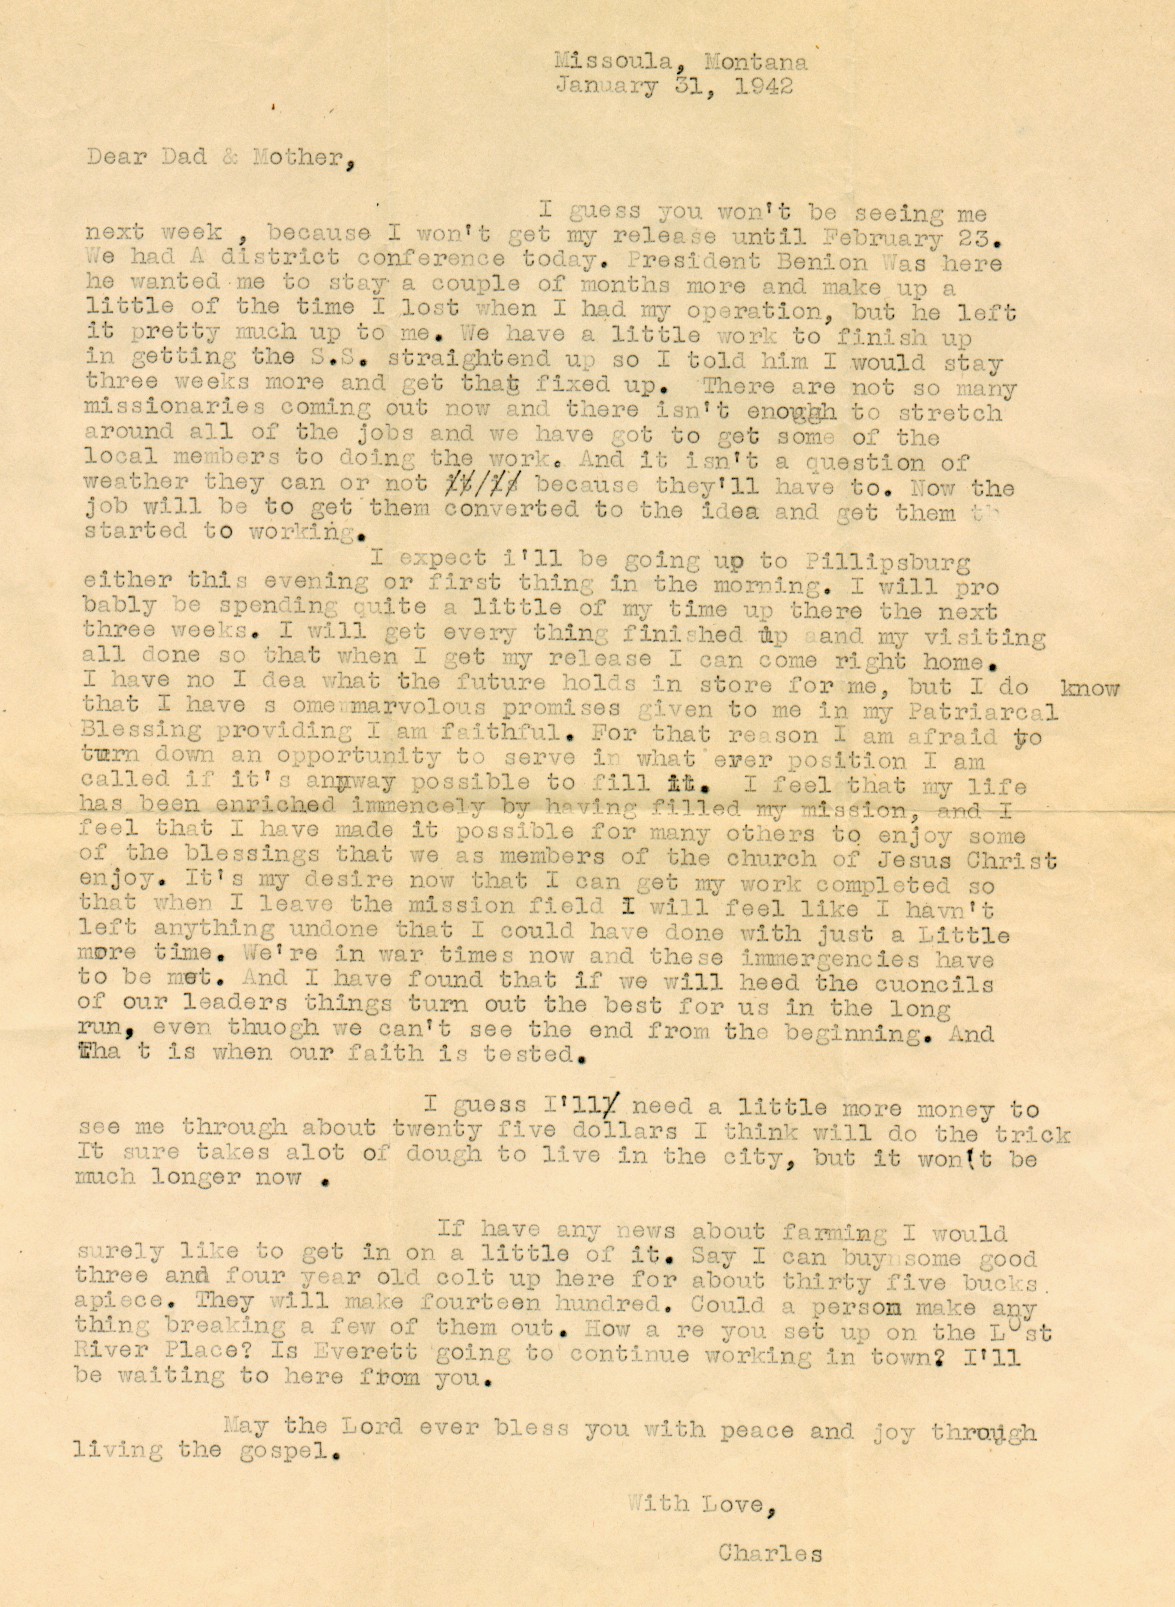 Missoula, Montana
January 31, 1942
Dear Dad & Mother,
I guess you won't be seeing me
next week , because I won't get my release until February 23.
We had A district conference today. President Benion Was here
he wanted me to stay a couple of months more and make up a
little of the time I lost when I had my operation, but he left
it pretty much up to me. We have a little work to finish up
in getting the S.S. straightend up so I told him I would stay
three weeks more and get that fixed up. There are not so many
missionaries coming out now and there isn't enough to stretch
around all of the jobs and we have got to get some of the
local members to doing the work. And it isn't a question of
weather they can or not because they'll have to. Now the
job will be to get them converted to the idea and get them th
started to working.
I expect i'll be going up to Pillipsburg
either this evening or first thing in the morning. I will pro
bably be spending quite a little of my time up there the next
three weeks. I will get every thing finished up aand my visiting
all done so that when I get my release I can come right home.
I have no I dea what the future holds in store for me, but I do know
that I have s ome marvolous promises given to me in my Patriarcal
Blessing providing I am faithful. For that reason I am afraid to
turn down an opportunity to serve in what ever position I am
called if it's anyway possible to fill it. I feel that my life
has been enriched immencely by having filled my mission, and I
feel that I have made it possible for many others to enjoy some
of the blessings that we as members of the church of Jesus Christ
enjoy. It's my desire now that I can get my work completed so
that when I leave the mission field I will feel like I havn't
left anything undone that I could have done with just a Little
more time. We're in war times now and these immergencies have
to be met. And I have found that if we will heed the cuoncils
of our leaders things turn out the best for us in the long
run, even thuogh we can't see the end from the beginning. And
Tha t is when our faith is tested.
I guess I'll need a little more money to
see me through about twenty five dollars I think will do the trick
It sure takes alot of dough to live in the city, but it won(t be
much longer now .
If have any news about farming I would
surely like to get in on a little of it. Say I can buy some good
three and four year old colt up here for about thirty five bucks.
apiece. They will make fourteen hundred. Could a person make any
thing breaking a few of them out. How a re you set up on the Lost
River Place? Is Everett going to continue working in town? I'll
be waiting to here from you.
May the Lord ever bless you with peace and joy through
living the gospel.
With Love,
Charles